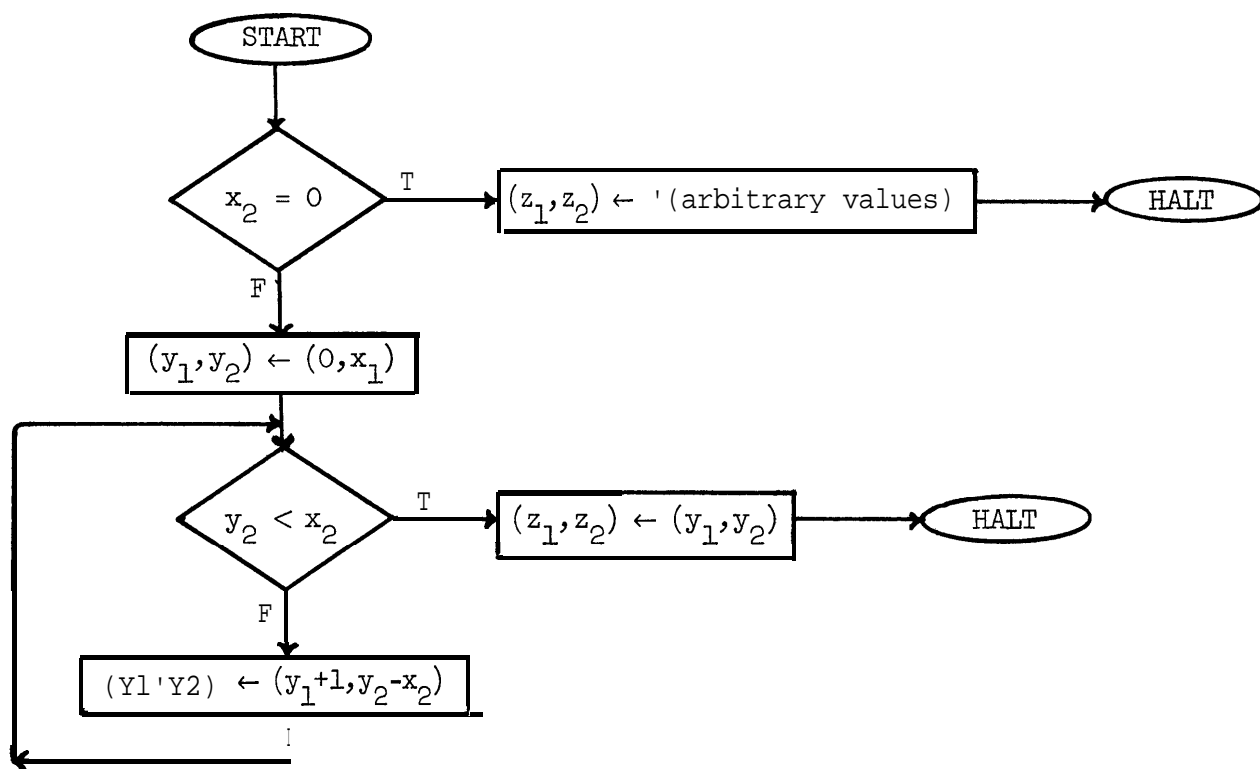 START
x₂ = 0
T
(z₁,z₂) ← '(arbitrary values)
HALT
F
(y₁,y₂) ← (0,x₁)
y₂ < x₂
T
(z₁,z₂) ← (y₁,y₂)
HALT
F
(Y1'Y2) ← (y₁+1,y₂-x₂)